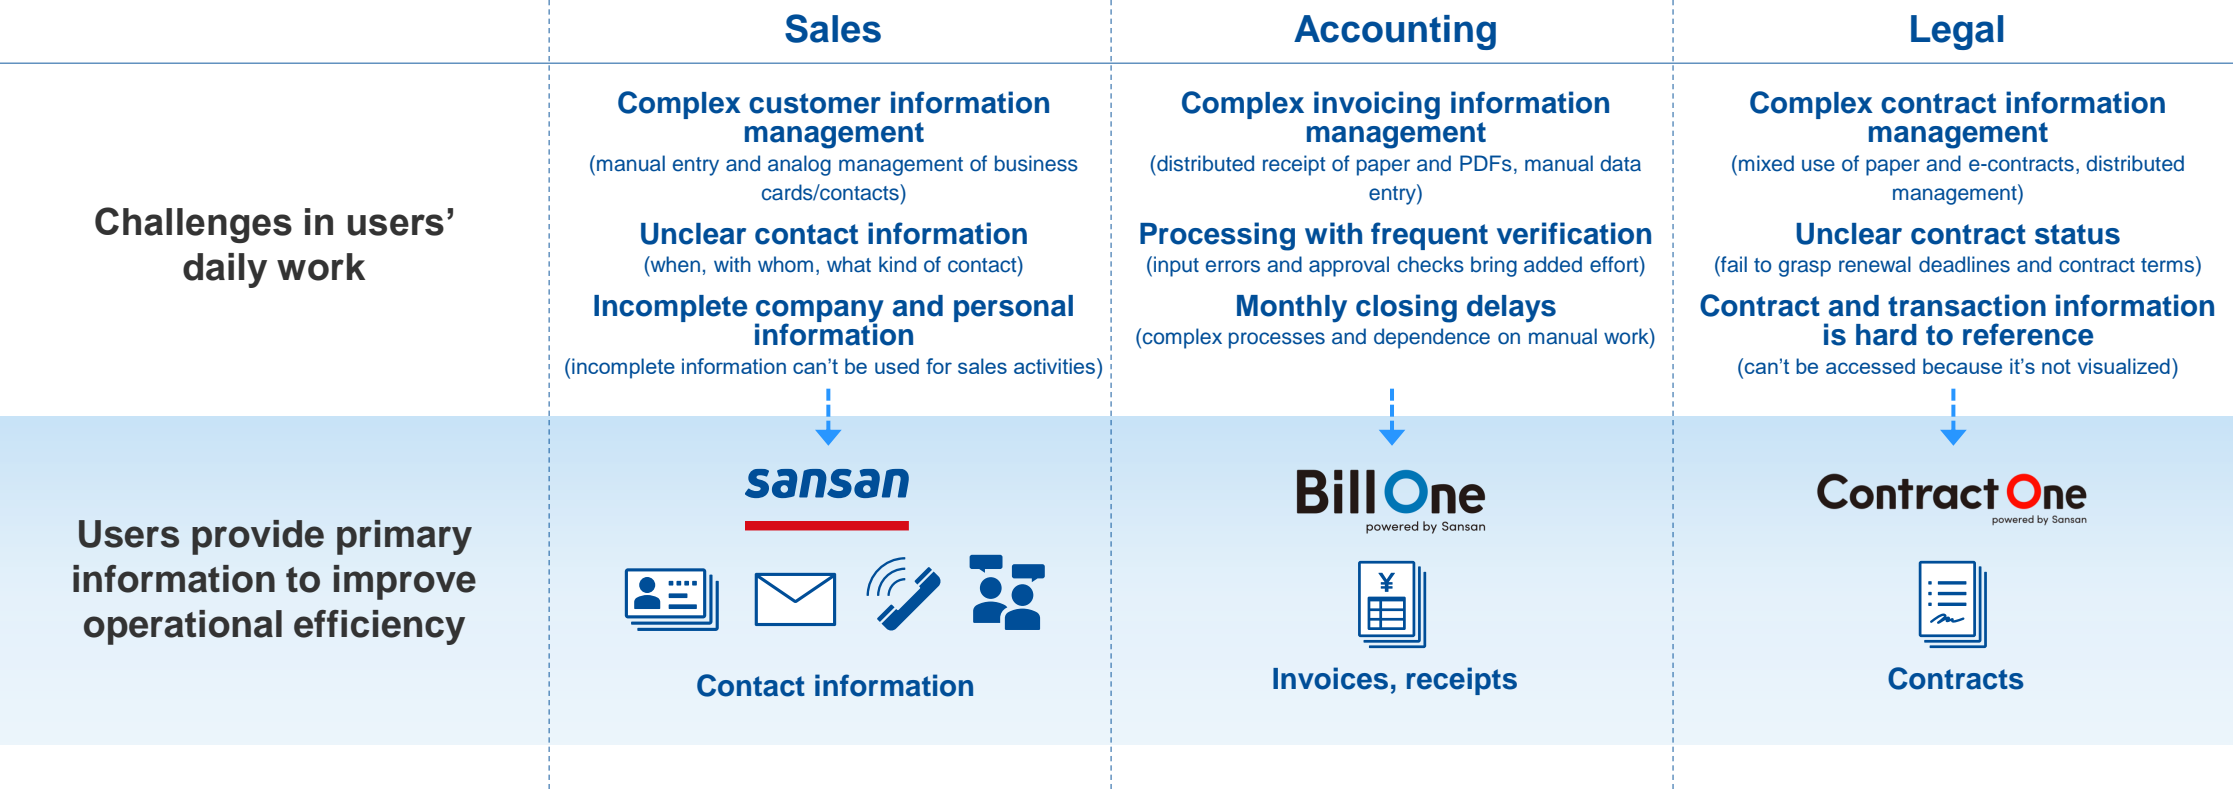 Sales
Accounting
Legal
Challenges in users’
daily work
Complex customer information
management
(manual entry and analog management of business
cards/contacts)
Unclear contact information
(when, with whom, what kind of contact)
Incomplete company and personal
information
(incomplete information can’t be used for sales activities)
Complex invoicing information
management
(distributed receipt of paper and PDFs, manual data
entry)
Processing with frequent verification
(input errors and approval checks bring added effort)
Monthly closing delays
(complex processes and dependence on manual work)
Complex contract information
management
(mixed use of paper and e-contracts, distributed
management)
Unclear contract status
(fail to grasp renewal deadlines and contract terms)
Contract and transaction information
is hard to reference
(can’t be accessed because it’s not visualized)
Users provide primary
information to improve
operational efficiency
sansan
Contact information
Bill One
powered by Sansan
¥
Invoices, receipts
Contract One
powered by Sansan
Contracts